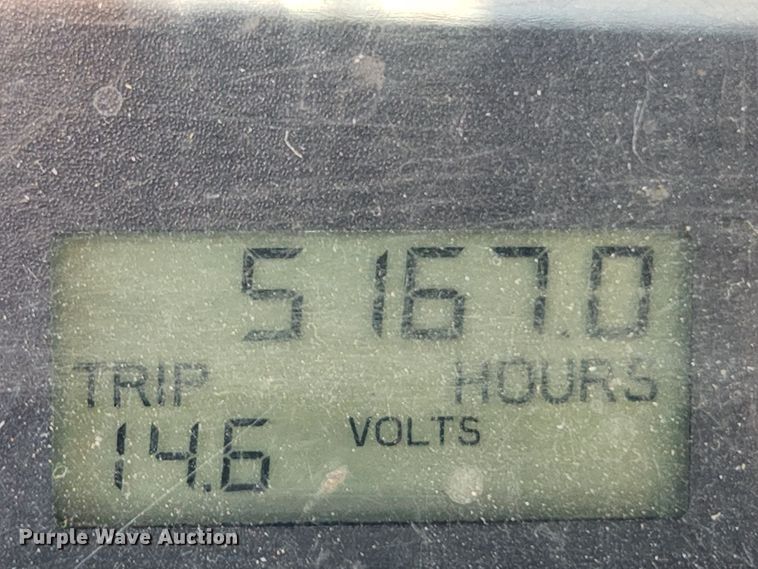 5167.0
TRIP HOURS
14.6 VOLTS
Purple Wave Auction